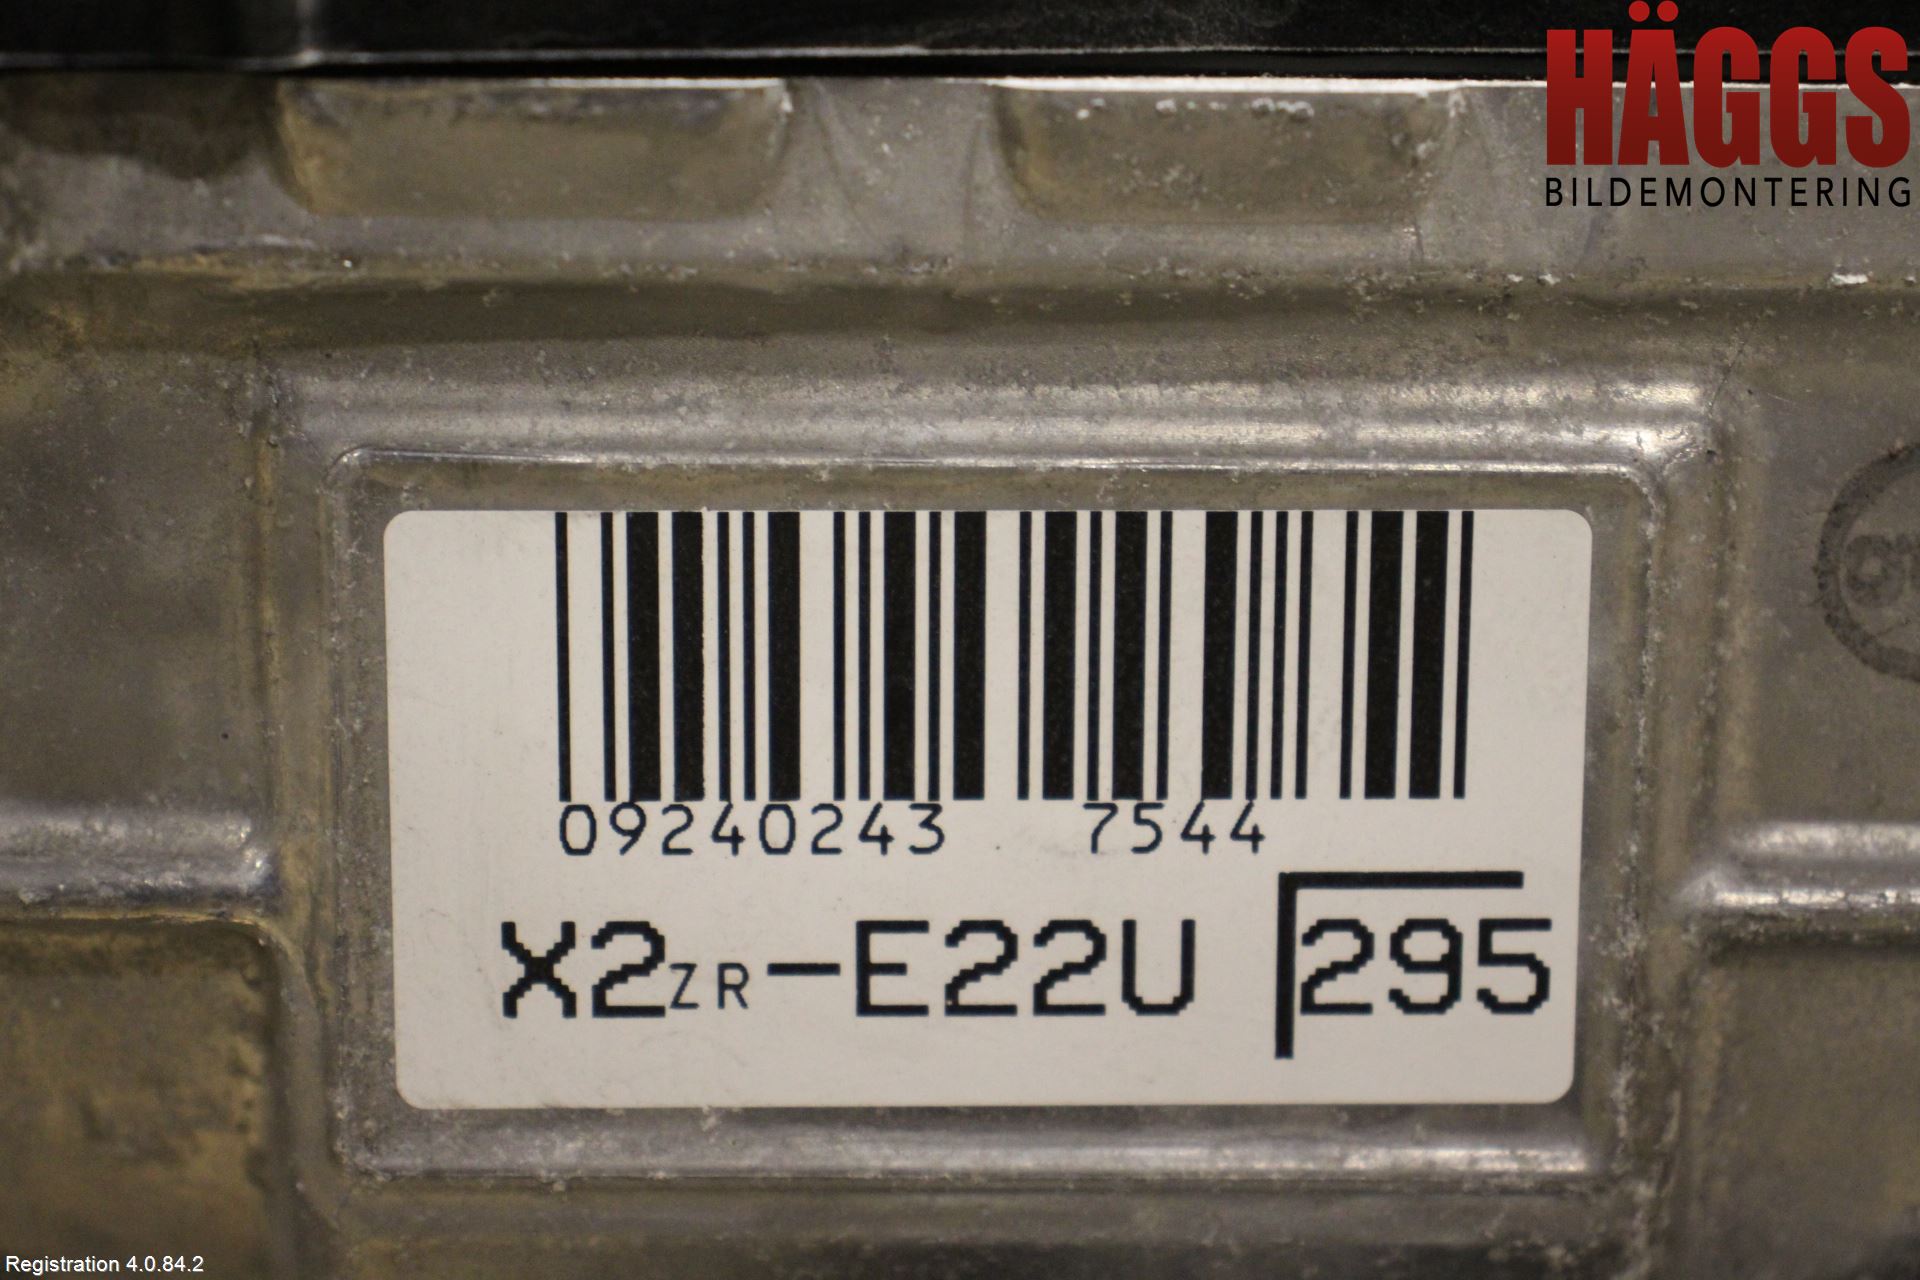 HÄGGS
BILDEMONTERING
09240243 7544
X2ZR-E22U 295
Registration 4.0.84.2